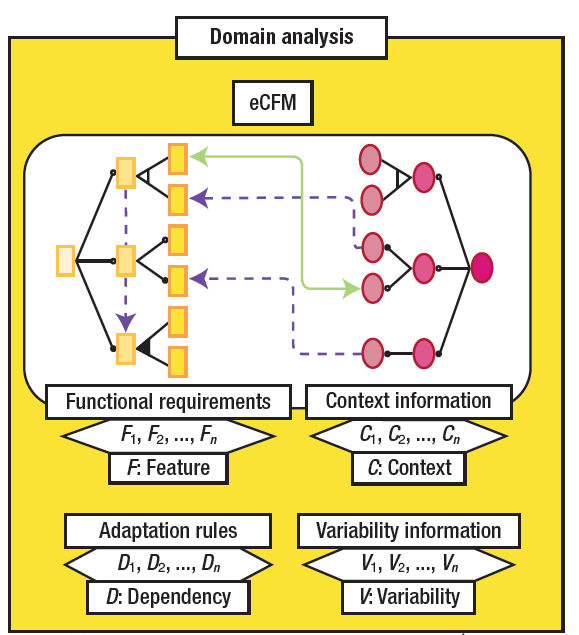 Domain analysis
eCFM
Functional requirements
F1, F2, ..., Fn
F: Feature
Context information
C1, C2, ..., Cn
C: Context
Adaptation rules
D1, D2, ..., Dn
D: Dependency
Variability information
V1, V2, ..., Vn
V: Variability